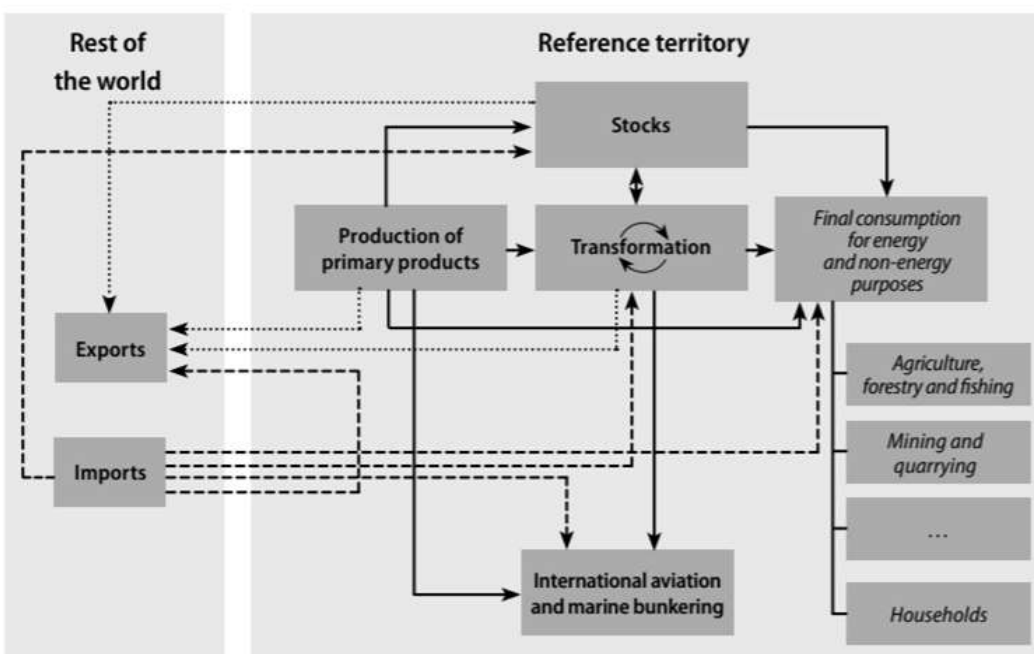 Rest of
the world
Reference territory
Stocks
Production of
primary products
Transformation
Final consumption
for energy
and non-energy
purposes
Exports
Imports
Agriculture,
forestry and fishing
Mining and
quarrying
...
International aviation
and marine bunkering
Households